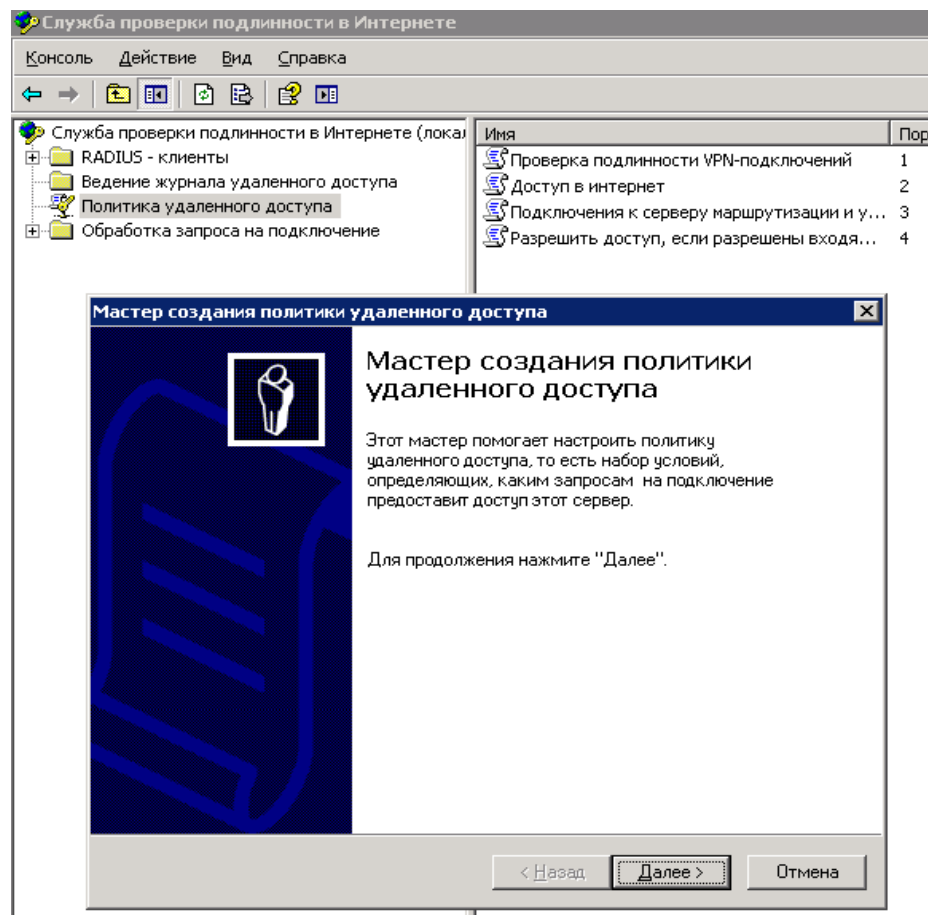 Служба проверки подлинности в Интернете
Консоль Действие Вид Справка
Служба проверки подлинности в Интернете (лока
RADIUS - клиенты
Ведение журнала удаленного доступа
Политика удаленного доступа
Обработка запроса на подключение
Имя Пор
Проверка подлинности VPN-подключений 1
Доступ в интернет 2
Подключения к серверу маршрутизации и у... 3
Разрешить доступ, если разрешены входя... 4
Мастер создания политики удаленного доступа
Мастер создания политики
удаленного доступа
Этот мастер помогает настроить политику
удаленного доступа, то есть набор условий,
определяющих, каким запросам на подключение
предоставит доступ этот сервер.
Для продолжения нажмите "Далее".
< Назад Далее > Отмена